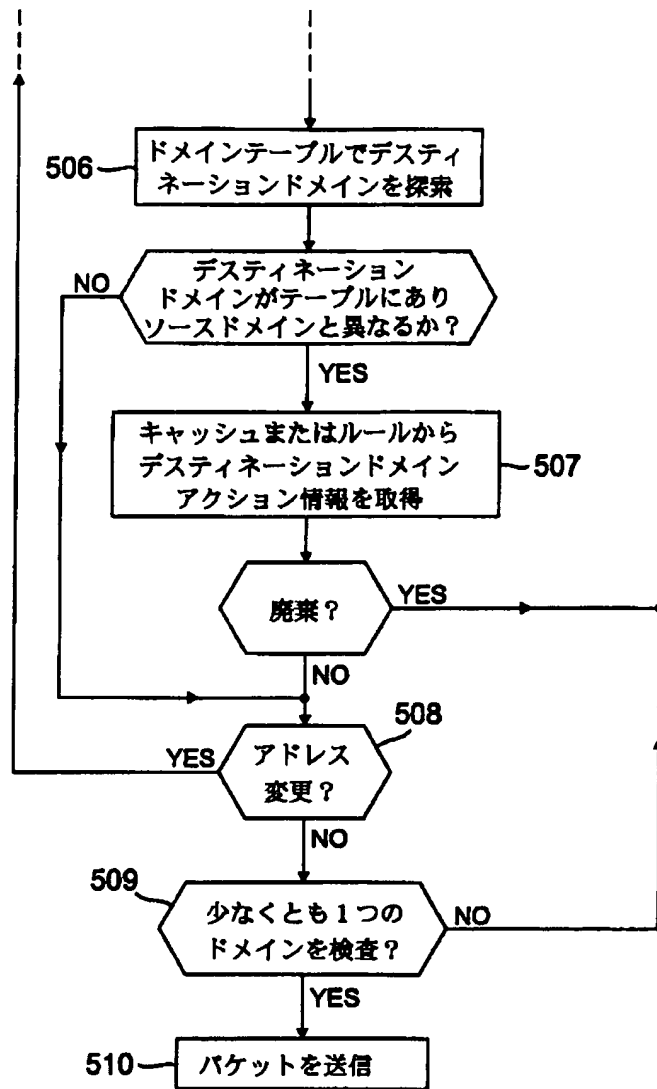 506
ドメインテーブルでデスティ
ネーションドメインを探索
デスティネーション
ドメインがテーブルにあり
ソースドメインと異なるか？
NO
YES
キャッシュまたはルールから
デスティネーションドメイン
アクション情報を取得
507
廃棄？
YES
NO
508
アドレス
変更？
YES
NO
509
少なくとも１つの
ドメインを検査？
NO
YES
510
パケットを送信